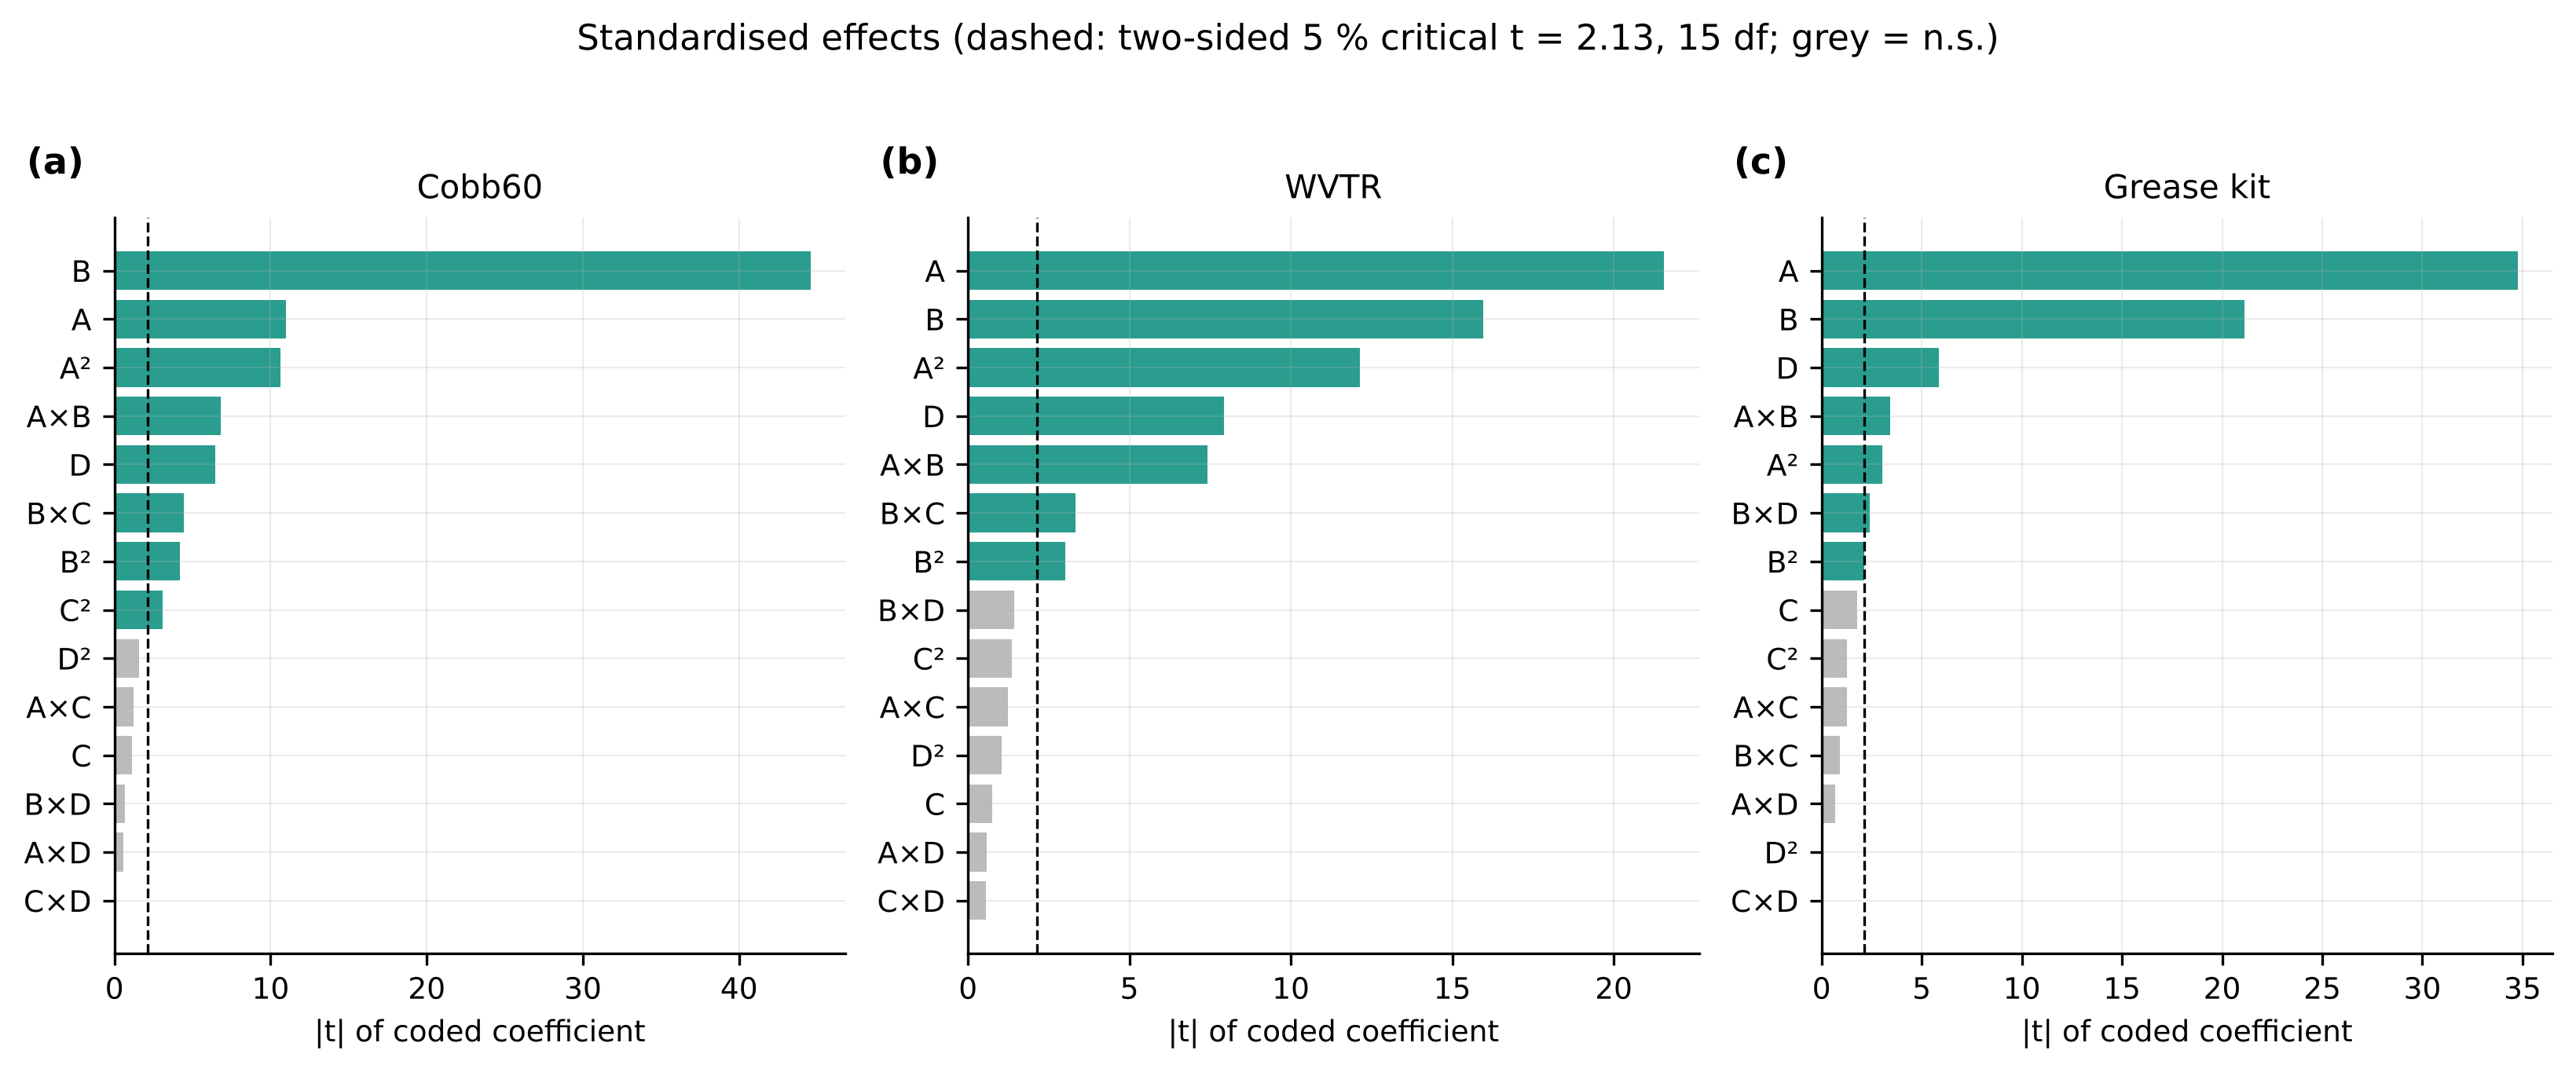 Standardised effects (dashed: two-sided 5 % critical t = 2.13, 15 df; grey = n.s.)
(a)
Cobb60
B
A
A²
A×B
D
B×C
B²
C²
D²
A×C
C
B×D
A×D
C×D
0 10 20 30 40
|t| of coded coefficient
(b)
WVTR
A
B
A²
D
A×B
B×C
B²
B×D
C²
A×C
D²
C
A×D
C×D
0 5 10 15 20
|t| of coded coefficient
(c)
Grease kit
A
B
D
A×B
A²
B×D
B²
C
C²
A×C
B×C
A×D
D²
C×D
0 5 10 15 20 25 30 35
|t| of coded coefficient